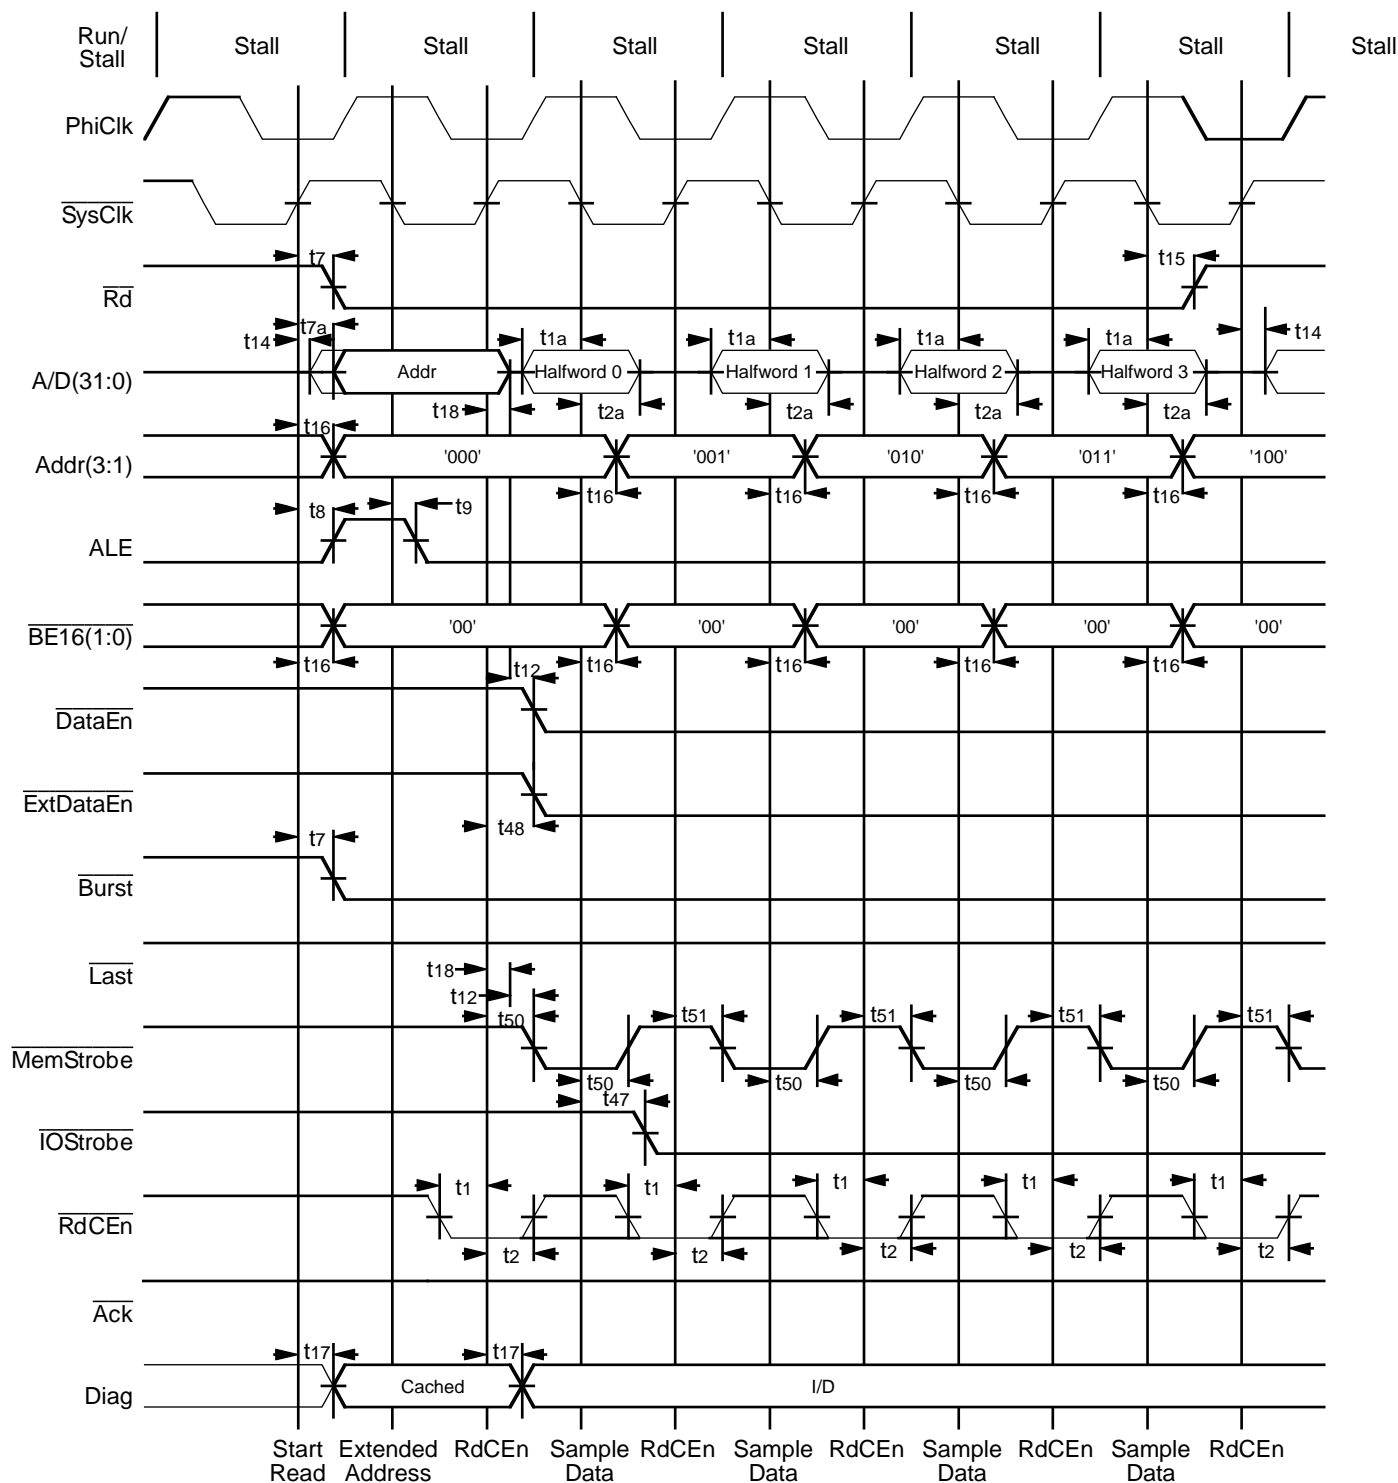 Run/
Stall
Stall
Stall
Stall
Stall
Stall
Stall
Stall
PhiClk
SysClk
t7
t15
Rd
t7a
t14
t1a
t1a
t1a
t1a
t14
A/D(31:0)
Addr
Halfword 0
Halfword 1
Halfword 2
Halfword 3
t18
t2a
t2a
t2a
t2a
t16
Addr(3:1)
'000'
'001'
'010'
'011'
'100'
t16
t16
t16
t16
t8
t9
ALE
BE16(1:0)
'00'
'00'
'00'
'00'
'00'
t16
t12
t16
t16
t16
t16
DataEn
ExtDataEn
t48
t7
Burst
Last
t18
t12
t50
t51
t51
t51
t51
MemStrobe
t50
t50
t50
t50
t47
IOStrobe
t1
t1
t1
t1
t1
RdCEn
t2
t2
t2
t2
t2
Ack
t17
t17
Diag
Cached
I/D
Start
Read
Extended
Address
RdCEn
Sample
Data
RdCEn
Sample
Data
RdCEn
Sample
Data
RdCEn
Sample
Data
RdCEn